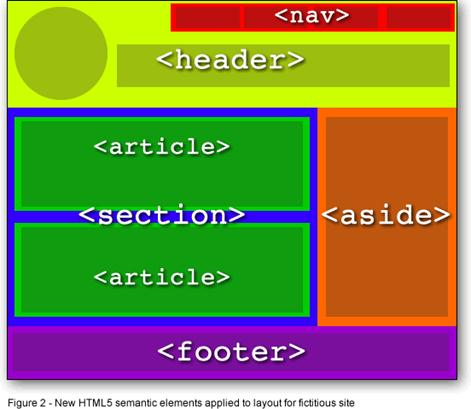 <nav>
<header>
<article>
<section>
<aside>
<article>
<footer>
Figure 2 - New HTML5 semantic elements applied to layout for fictitious site